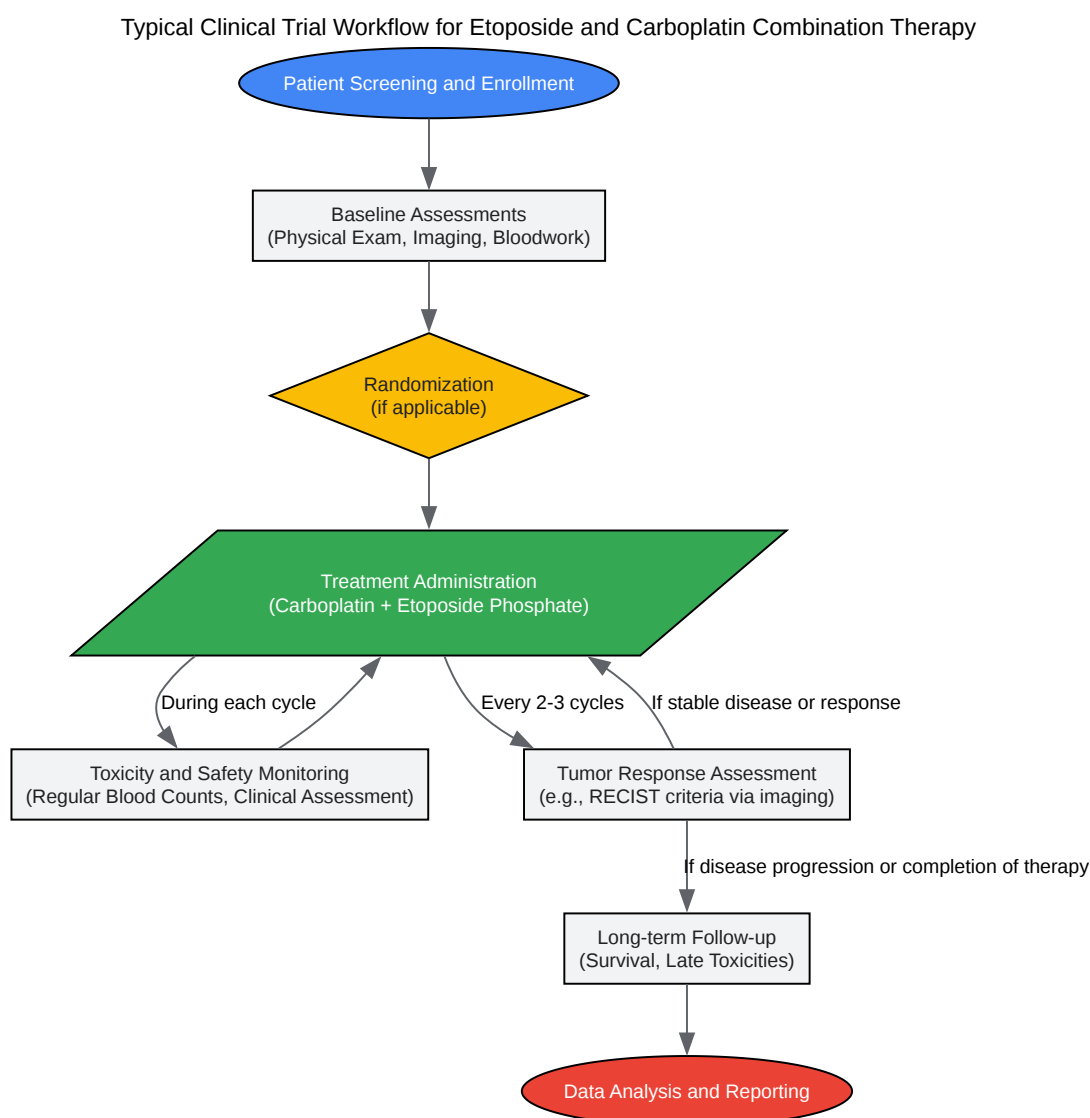 Typical Clinical Trial Workflow for Etoposide and Carboplatin Combination Therapy
Patient Screening and Enrollment
Baseline Assessments
(Physical Exam, Imaging, Bloodwork)
Randomization
(if applicable)
Treatment Administration
(Carboplatin + Etoposide Phosphate)
During each cycle
Every 2-3 cycles
If stable disease or response
Toxicity and Safety Monitoring
(Regular Blood Counts, Clinical Assessment)
Tumor Response Assessment
(e.g., RECIST criteria via imaging)
If disease progression or completion of therapy
Long-term Follow-up
(Survival, Late Toxicities)
Data Analysis and Reporting